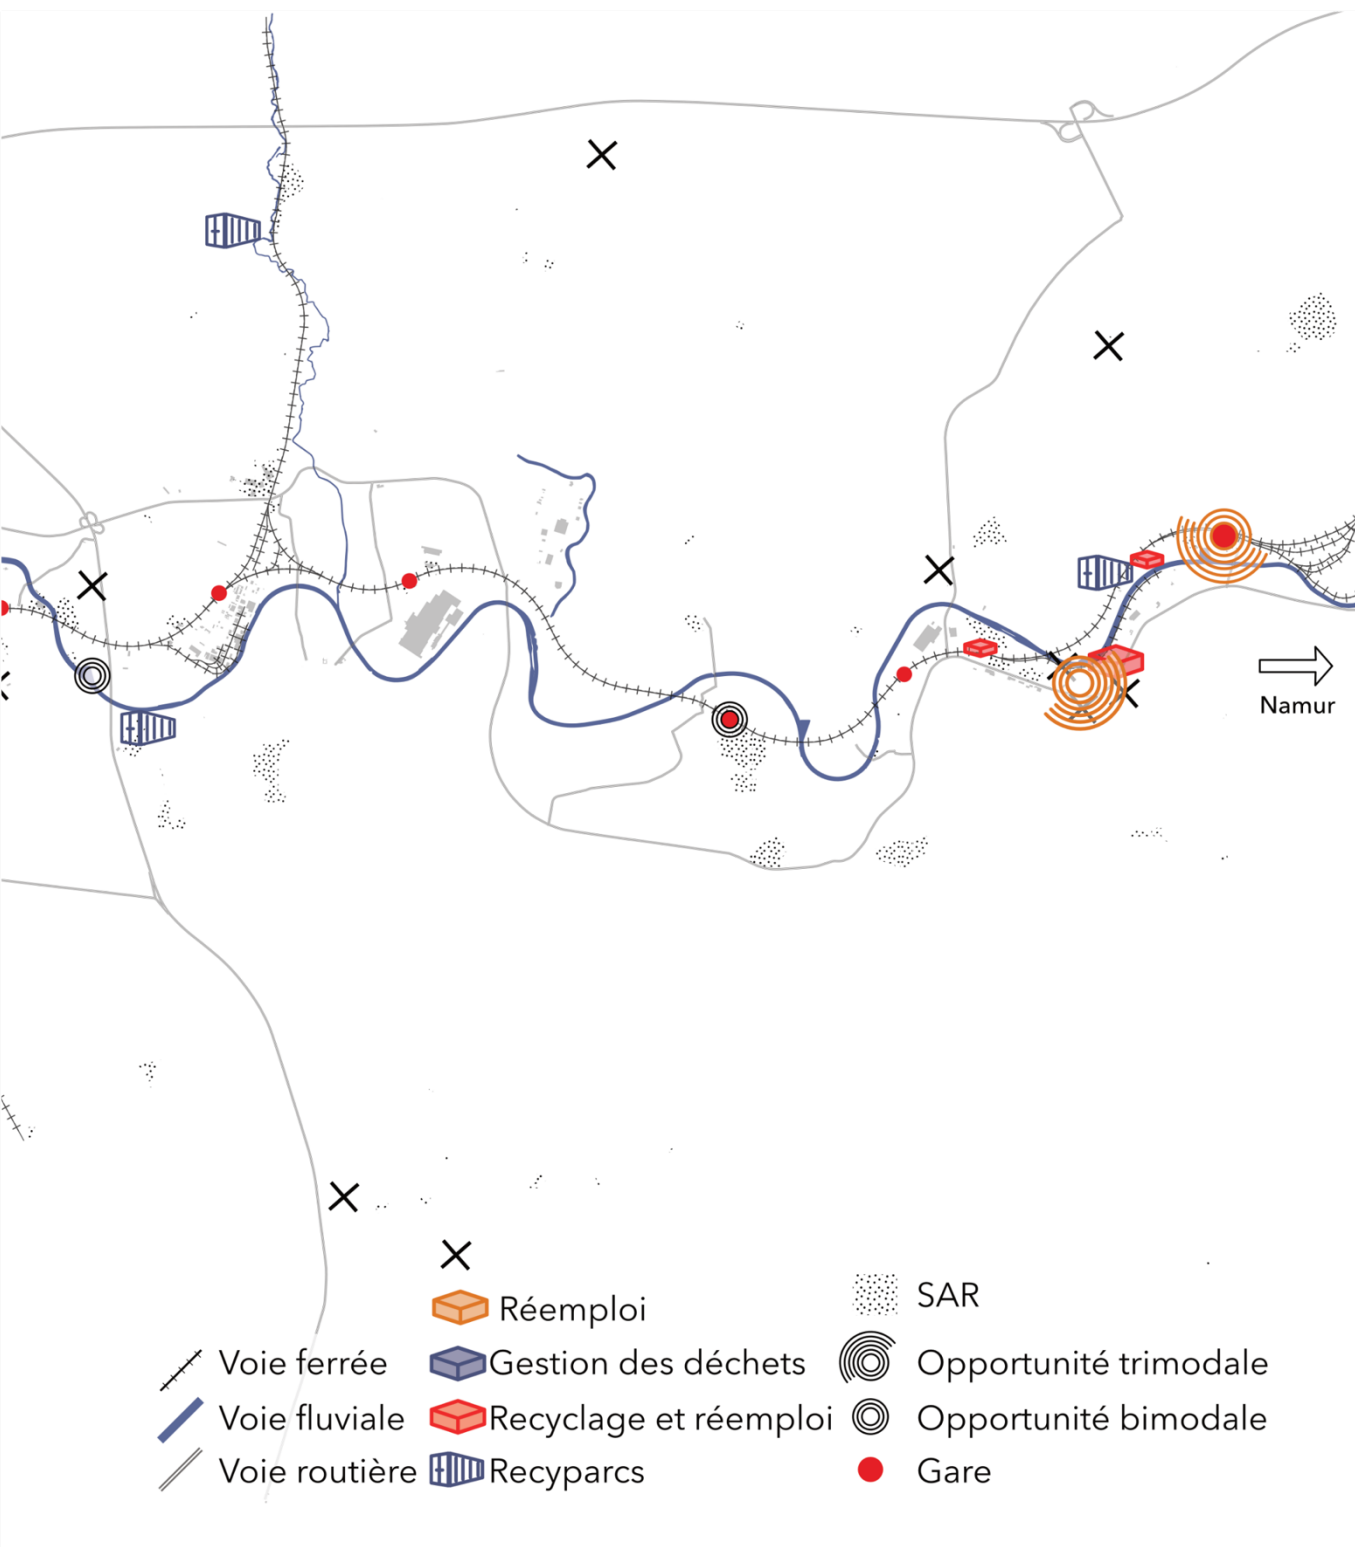 Namur
Réemploi
SAR
Voie ferrée
Gestion des déchets
Opportunité trimodale
Voie fluviale
Recyclage et réemploi
Opportunité bimodale
Voie routière
Recyparcs
Gare